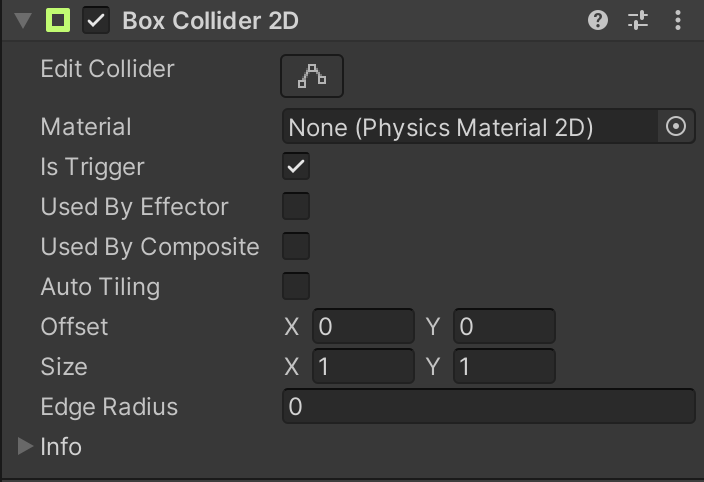 Box Collider 2D
Edit Collider
Material None (Physics Material 2D)
Is Trigger
Used By Effector
Used By Composite
Auto Tiling
Offset X 0 Y 0
Size X 1 Y 1
Edge Radius 0
Info